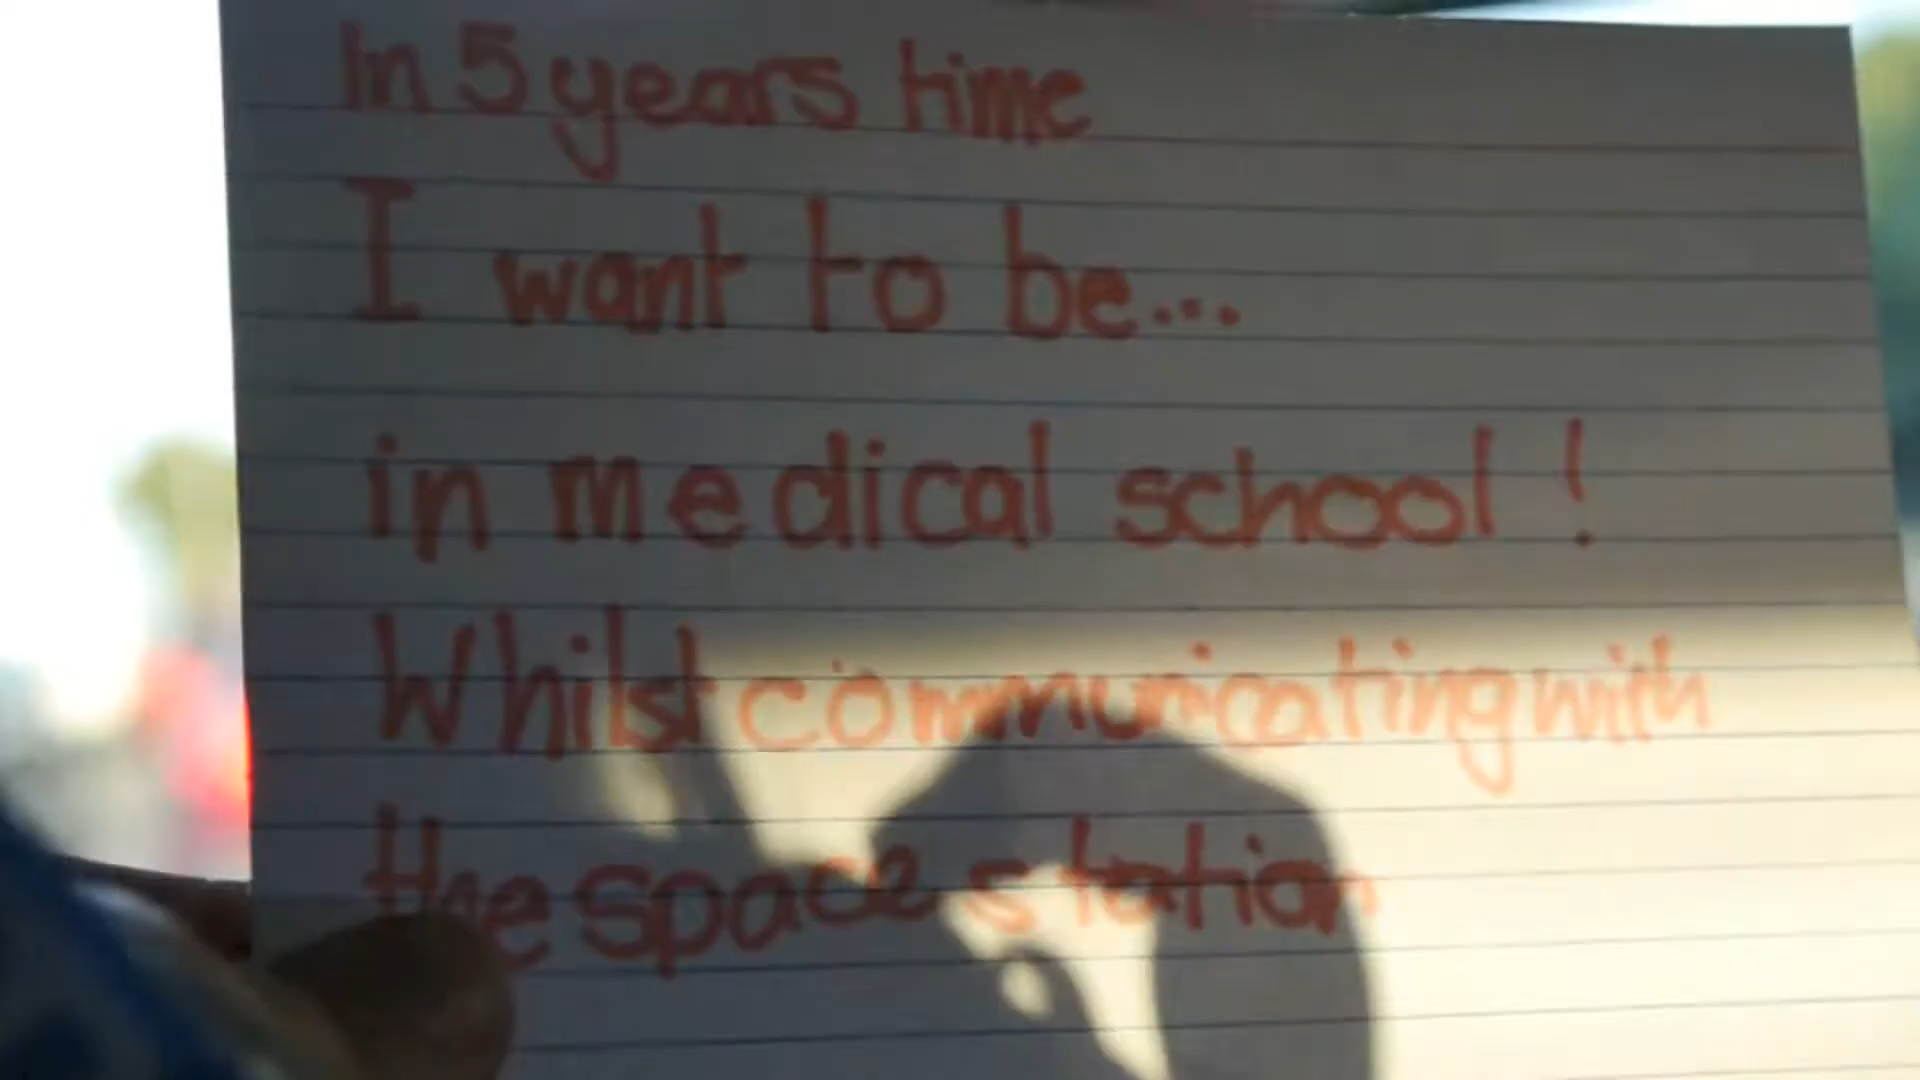 In 5 years time
I want to be...
in medical school!
Whilst communicating with
the space station